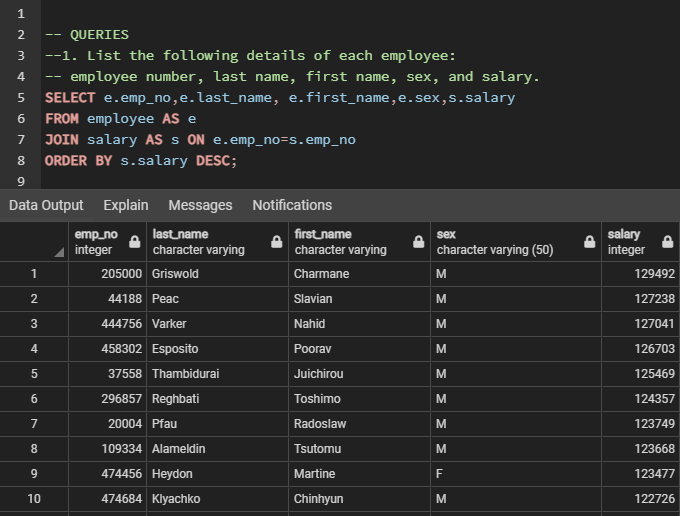 1
2 -- QUERIES
3 --1. List the following details of each employee:
4 -- employee number, last name, first name, sex, and salary.
5 SELECT e.emp_no,e.last_name, e.first_name,e.sex,s.salary
6 FROM employee AS e
7 JOIN salary AS s ON e.emp_no=s.emp_no
8 ORDER BY s.salary DESC;
9
Data Output Explain Messages Notifications
emp_no last_name first_name sex salary
integer character varying character varying character varying (50) integer
1 205000 Griswold Charmane M 129492
2 44188 Peac Slavian M 127238
3 444756 Varker Nahid M 127041
4 458302 Esposito Poorav M 126703
5 37558 Thambidurai Juichirou M 125469
6 296857 Reghbati Toshimo M 124357
7 20004 Pfau Radoslaw M 123749
8 109334 Alameldin Tsutomu M 123668
9 474456 Heydon Martine F 123477
10 474684 Klyachko Chinhyun M 122726